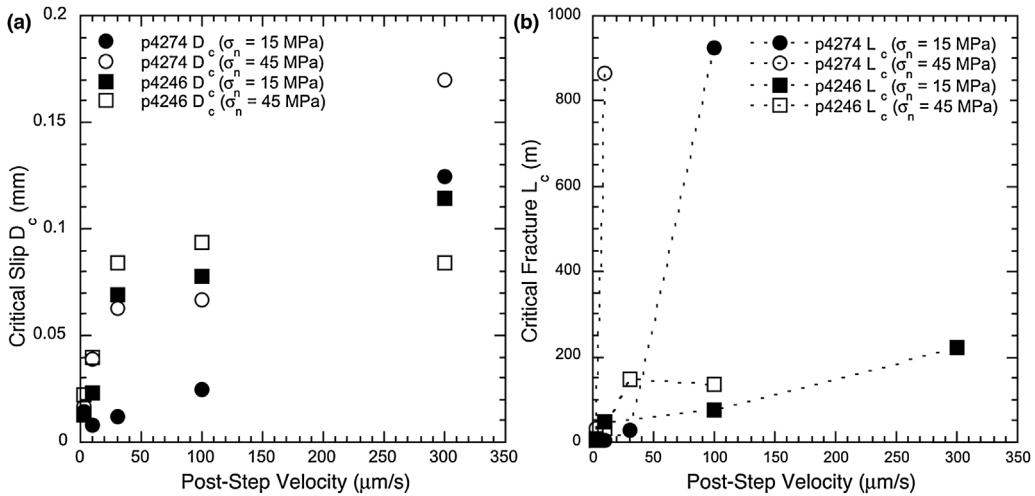 (a)
p4274 D c (σn = 15 MPa)
p4274 D c (σn = 45 MPa)
p4246 D c (σn = 15 MPa)
p4246 D c (σn = 45 MPa)
0.2
0.15
0.1
0.05
0
Critical Slip D c (mm)
0 50 100 150 200 250 300 350
Post-Step Velocity (μm/s)
(b)
p4274 L c (σn = 15 MPa)
p4274 L c (σn = 45 MPa)
p4246 L c (σn = 15 MPa)
p4246 L c (σn = 45 MPa)
1000
800
600
400
200
0
Critical Fracture L c (m)
0 50 100 150 200 250 300 350
Post-Step Velocity (μm/s)